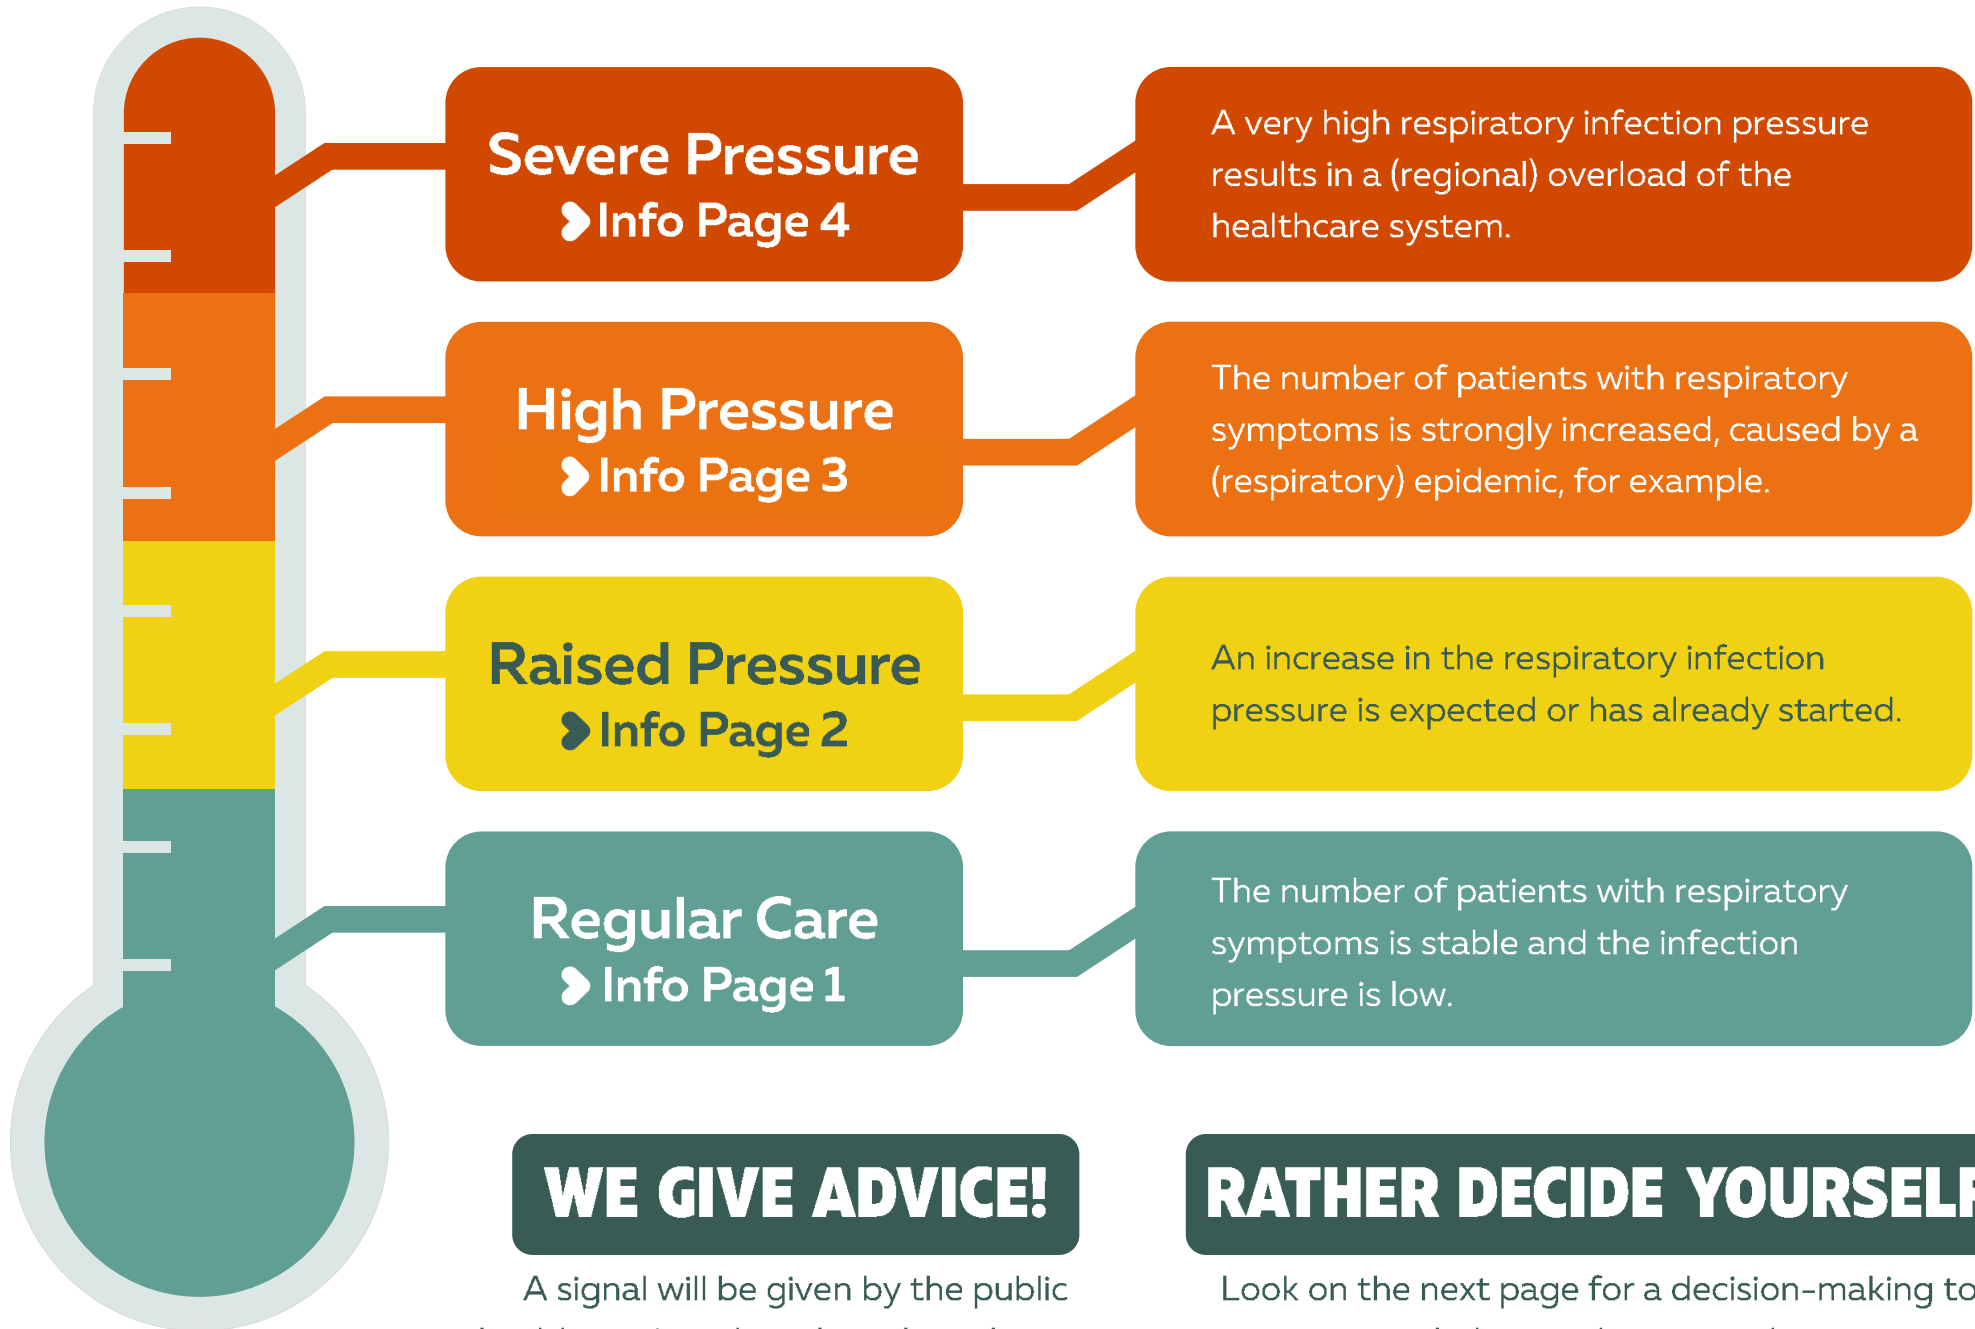 Severe Pressure
Info Page 4
A very high respiratory infection pressure
results in a (regional) overload of the
healthcare system.
High Pressure
Info Page 3
The number of patients with respiratory
symptoms is strongly increased, caused by a
(respiratory) epidemic, for example.
Raised Pressure
Info Page 2
An increase in the respiratory infection
pressure is expected or has already started.
Regular Care
Info Page 1
The number of patients with respiratory
symptoms is stable and the infection
pressure is low.
WE GIVE ADVICE!
A signal will be given by the public
RATHER DECIDE YOURSELF
Look on the next page for a decision-making